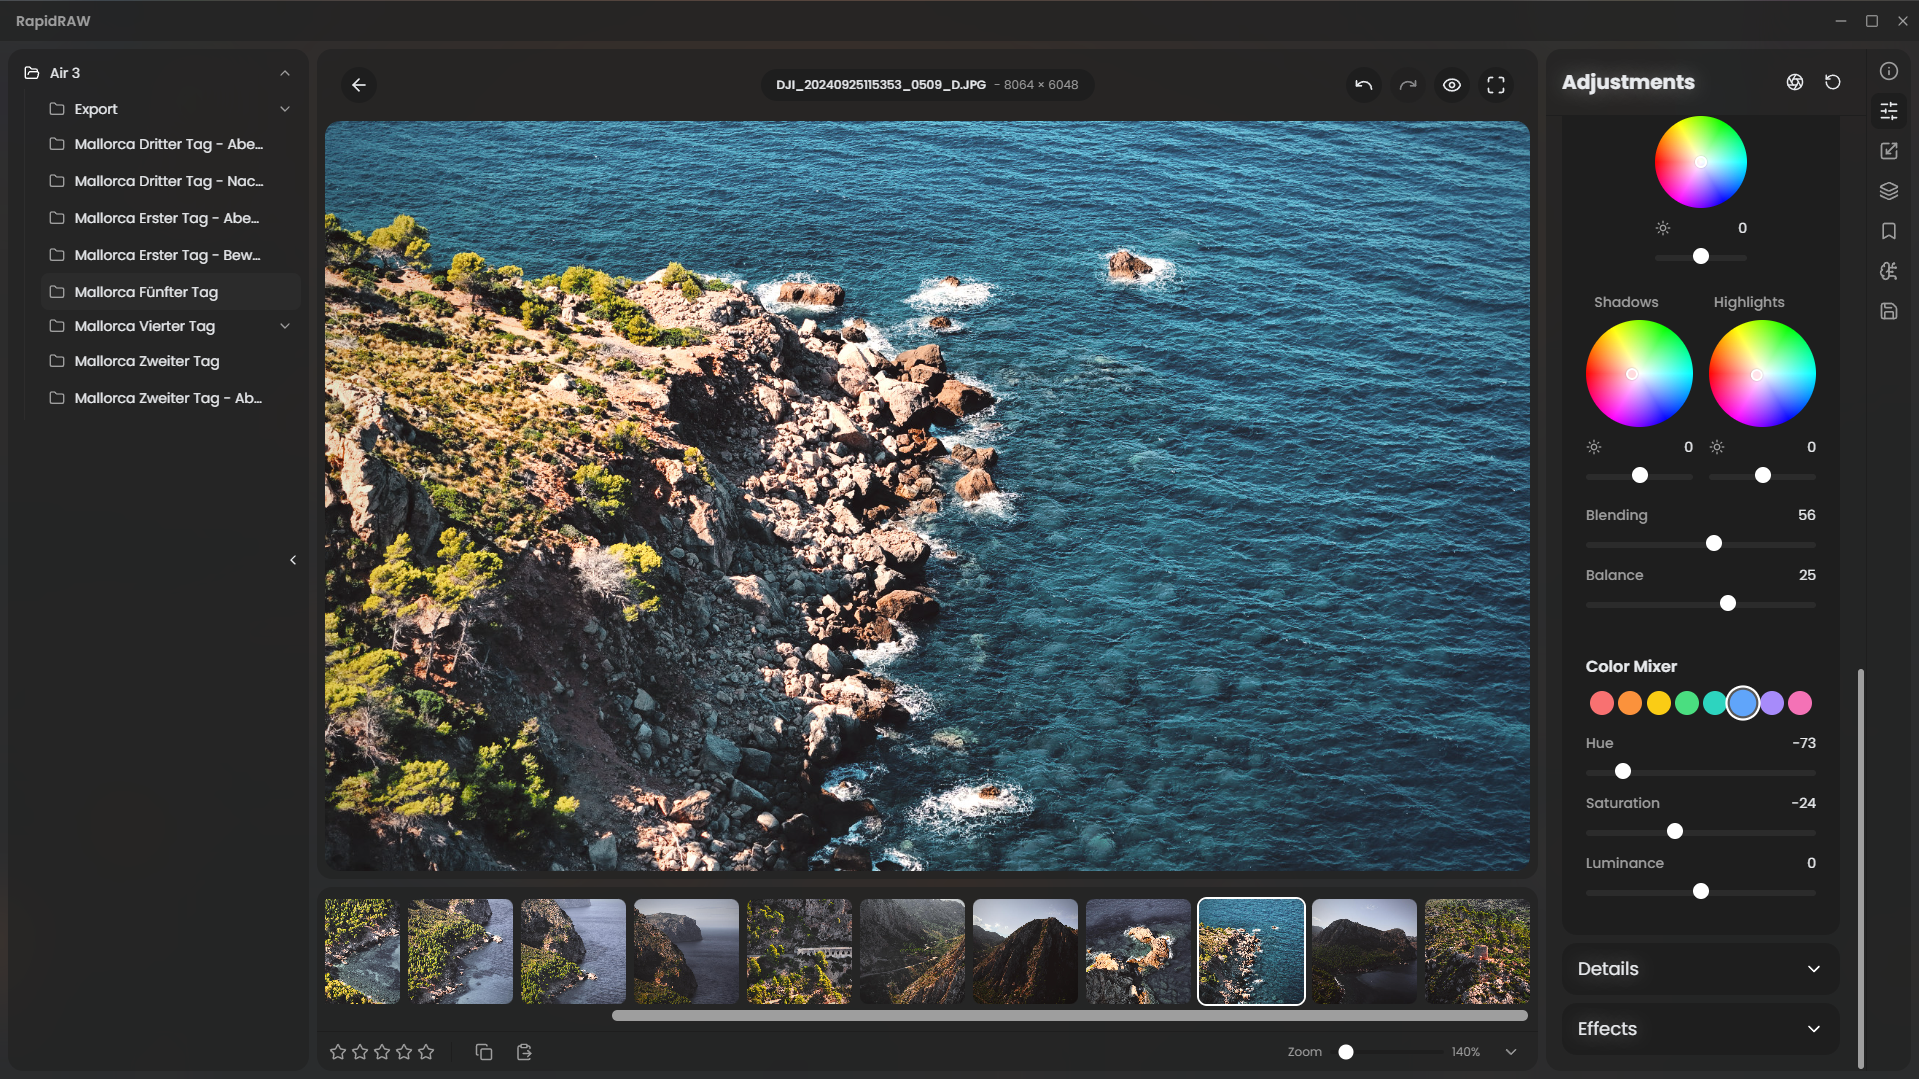 RapidRAW
Air 3
Export
Mallorca Dritter Tag - Abe...
Mallorca Dritter Tag - Nac...
Mallorca Erster Tag - Abe...
Mallorca Erster Tag - Bew...
Mallorca Fünfter Tag
Mallorca Vierter Tag
Mallorca Zweiter Tag
Mallorca Zweiter Tag - Ab...
DJI_20240925115353_0509_D.JPG - 8064 × 6048
Zoom 140%
Adjustments
0
Shadows Highlights
0 0
Blending 56
Balance 25
Color Mixer
Hue -73
Saturation -24
Luminance 0
Details
Effects